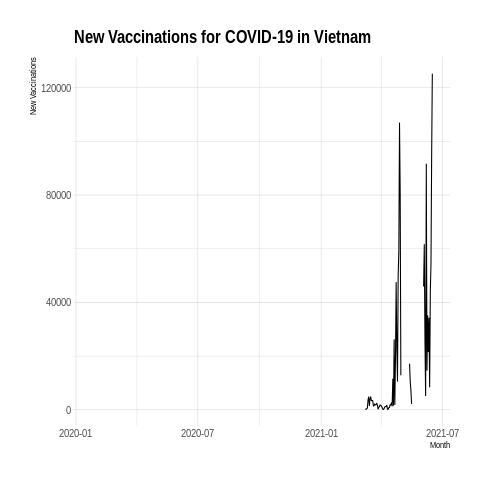 New Vaccinations for COVID-19 in Vietnam
New Vaccinations
120000
80000
40000
0
2020-01
2020-07
2021-01
2021-07
Month